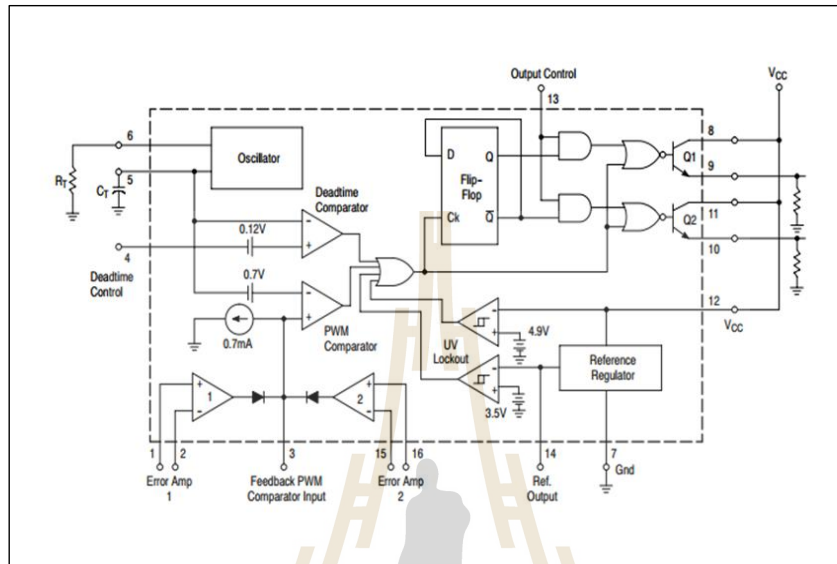 Output Control
VCC
13
6
RT
5
CT
Oscillator
Deadtime
Comparator
0.12V
4
Deadtime
Control
0.7V
PWM
Comparator
0.7mA
D
Q
Flip-
Flop
Ck
Q
Q1
Q2
8
9
11
10
12
VCC
4.9V
UV
Lockout
3.5V
Reference
Regulator
1
2
1
2
3
15
16
14
7
Gnd
Error Amp
1
Feedback PWM
Comparator Input
Error Amp
2
Ref.
Output